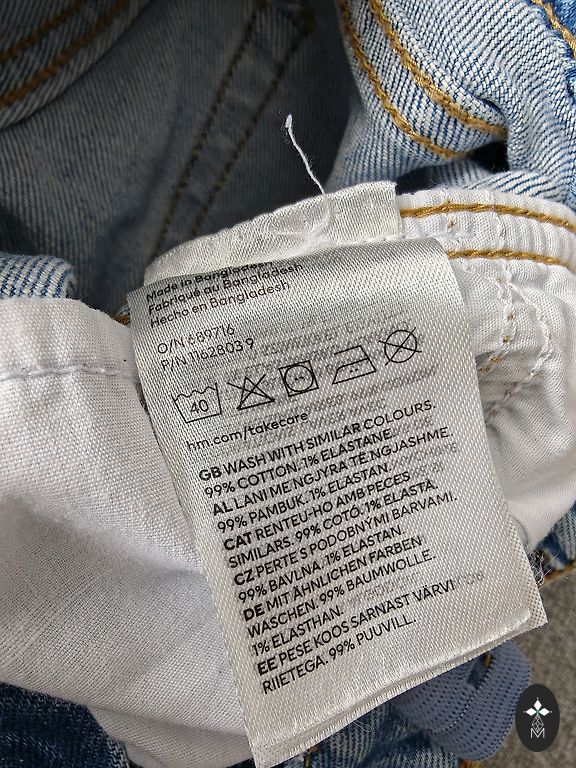 Made in Bangladesh
Fabriqué au Bangladesh
Hecho en Bangladesh
O/N 689716
P/N 1162803 9
40
hm.com/takecare
GB WASH WITH SIMILAR COLOURS.
99% COTTON. 1% ELASTANE.
AL LANI ME NGJYRA TË NGJASHME.
99% PAMBUK. 1% ELASTAN.
CAT RENTEU-HO AMB PECES
SIMILARS. 99% COTÓ. 1% ELASTÀ.
CZ PERTE S PODOBNÝMI BARVAMI.
99% BAVLNA. 1% ELASTAN.
DE MIT ÄHNLICHEN FARBEN
WASCHEN. 99% BAUMWOLLE.
1% ELASTHAN.
EE PESE KOOS SARNAST VÄRVI
RIIETEGA. 99% PUUVILL.
M